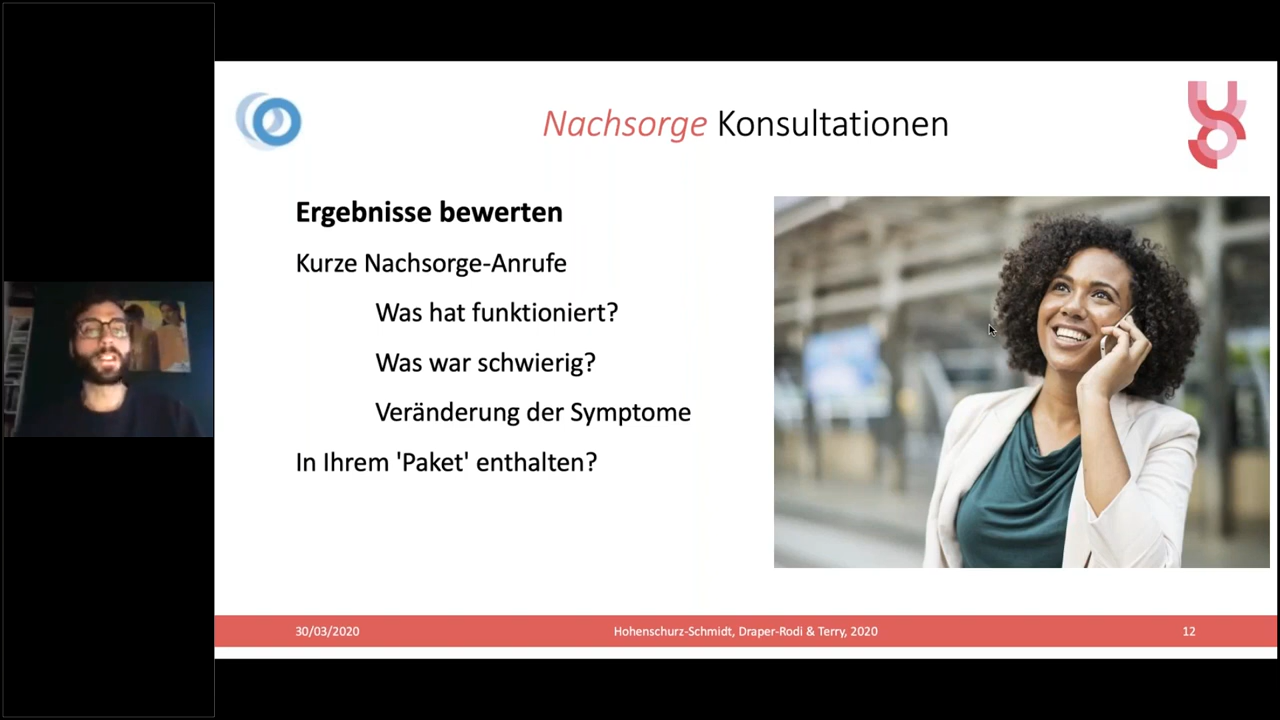 Nachsorge Konsultationen
Ergebnisse bewerten
Kurze Nachsorge-Anrufe
Was hat funktioniert?
Was war schwierig?
Veränderung der Symptome
In Ihrem 'Paket' enthalten?
30/03/2020
Hohenschurz-Schmidt, Draper-Rodi & Terry, 2020
12